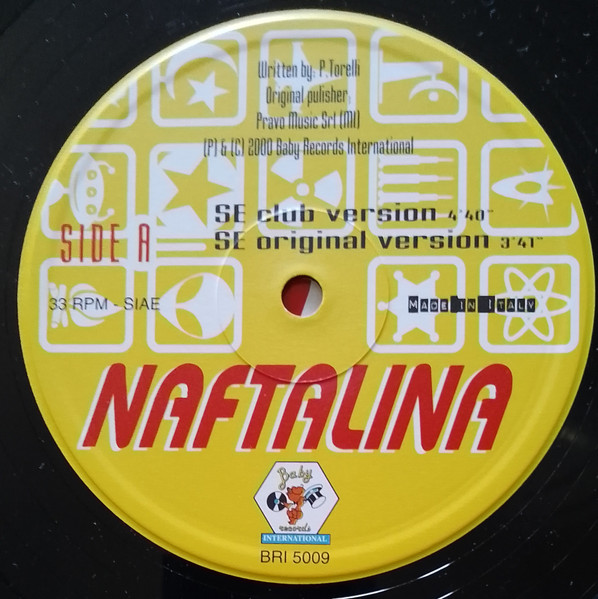 Written by: P.Torelli
Original pulisher:
Pravo Music Srl (MI)
(P) & (C) 2000 Baby Records International
SE club version 4'40"
SE original version 3'41"
SIDE A
33 RPM - SIAE
Made in Italy
NAFTALINA
Baby
records
INTERNATIONAL
BRI 5009